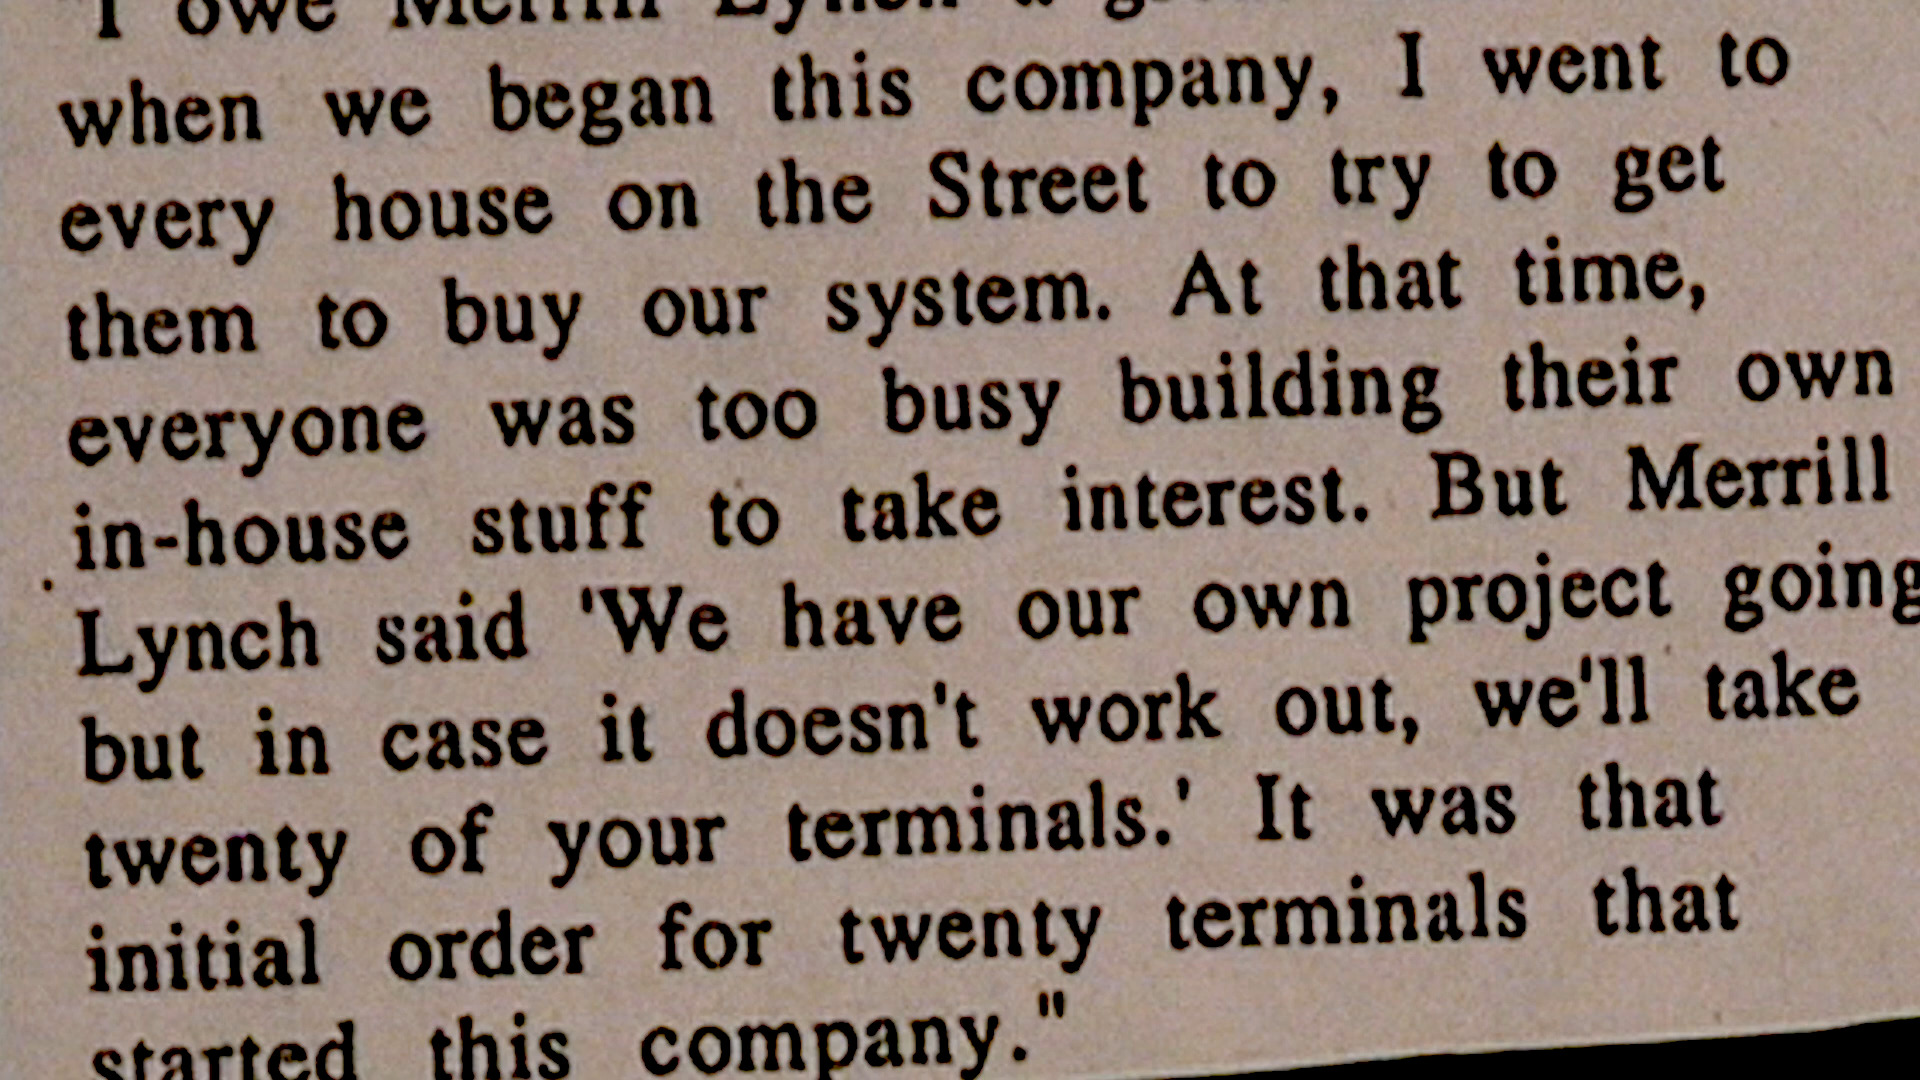 "I owe Merrill Lynch a
when we began this company, I went to
every house on the Street to try to get
them to buy our system. At that time,
everyone was too busy building their own
in-house stuff to take interest. But Merrill
Lynch said 'We have our own project going
but in case it doesn't work out, we'll take
twenty of your terminals.' It was that
initial order for twenty terminals that
started this company."